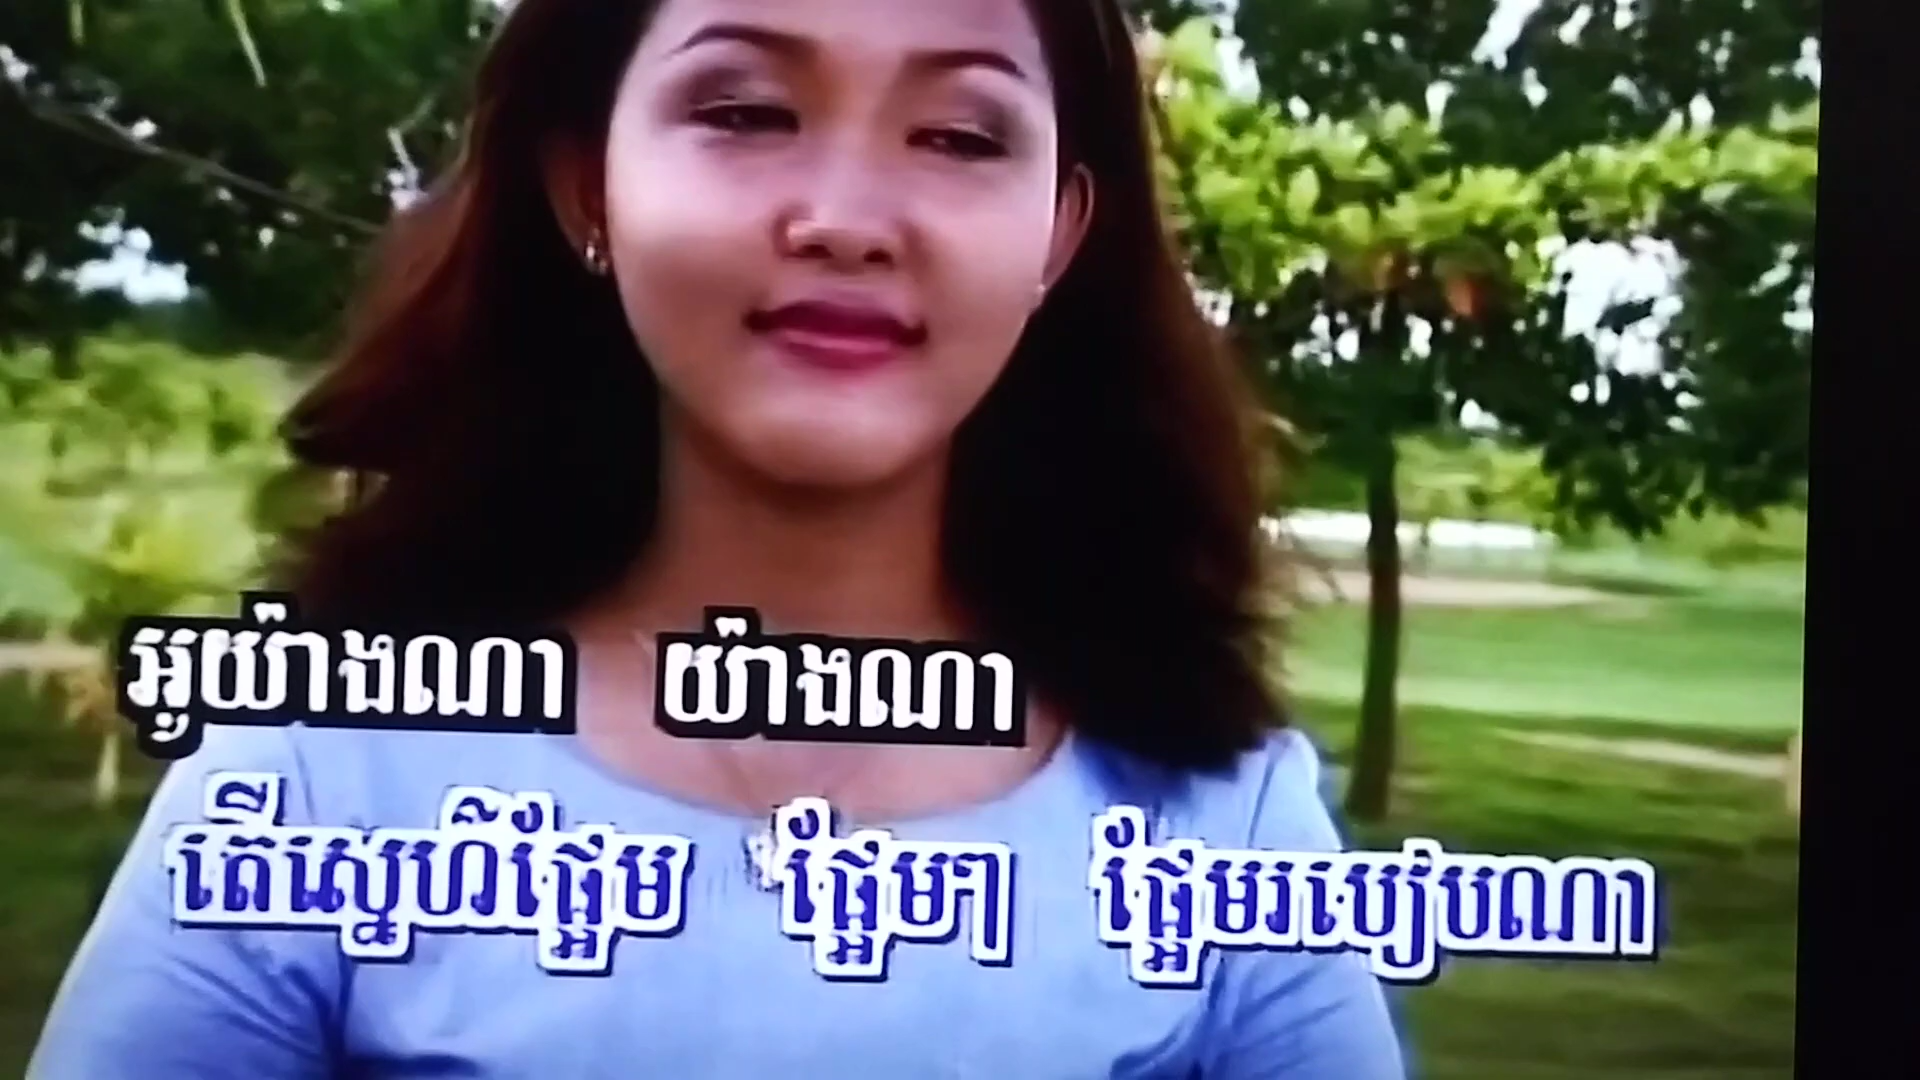 អូយ៉ាងណា យ៉ាងណា
តើស្នេហ៍ផ្អែម ផ្អែមៗ ផ្អែមរបៀបណា